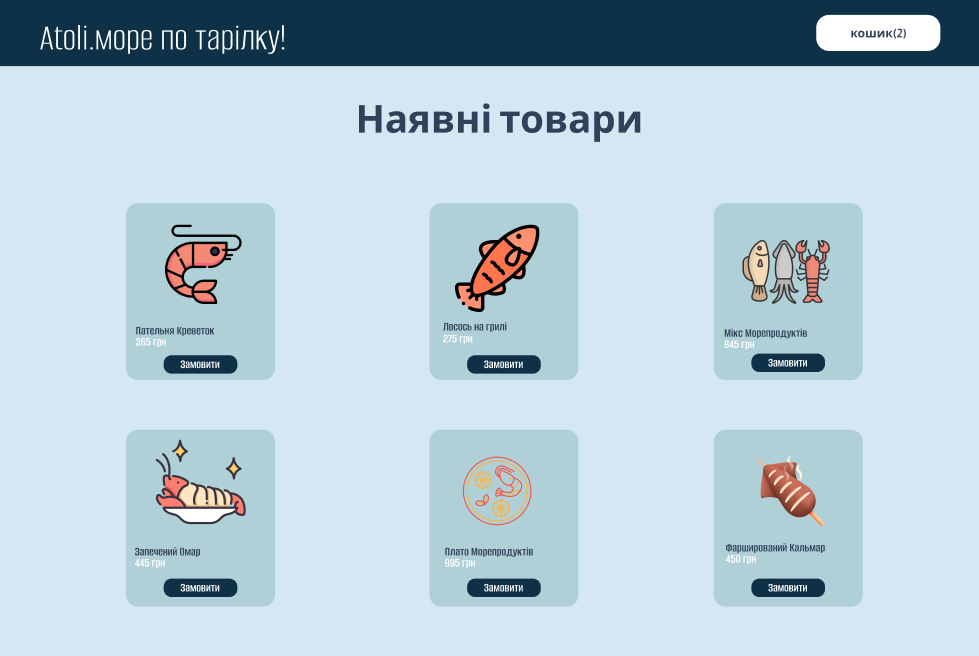 Atoli.море по тарілку!
кошик(2)
Наявні товари
Пательня Креветок
365 грн
Замовити
Лосось на грилі
275 грн
Замовити
Мікс Морепродуктів
845 грн
Замовити
Запечений Омар
445 грн
Замовити
Плато Морепродуктів
995 грн
Замовити
Фарширований Кальмар
450 грн
Замовити